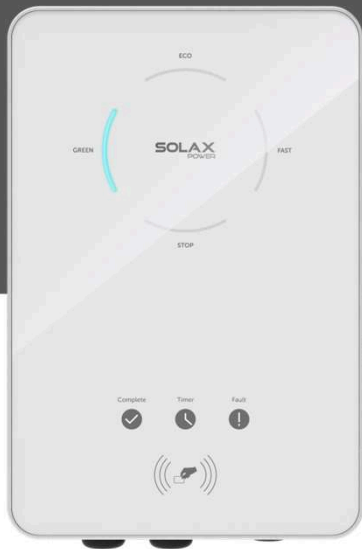 ECO
GREEN
SOLAX
POWER
FAST
STOP
Complete Timer Fault